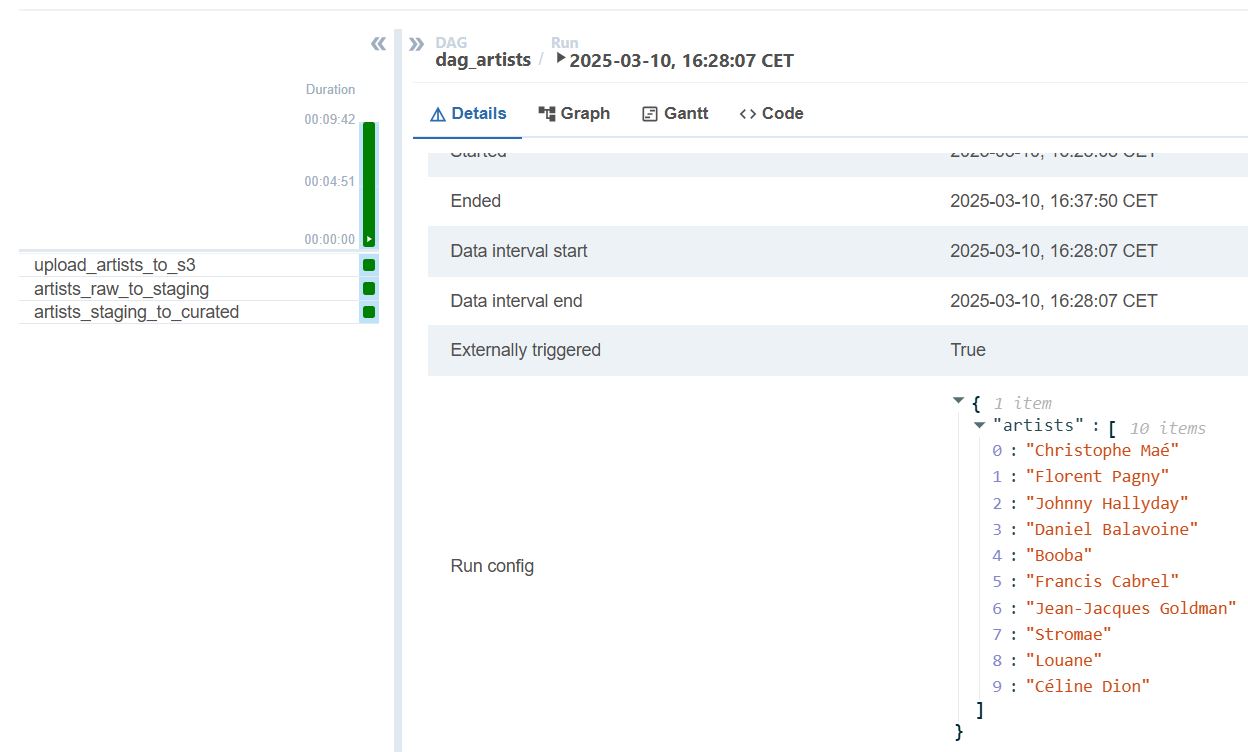 DAG
dag_artists / Run 2025-03-10, 16:28:07 CET
Duration
00:09:42
00:04:51
00:00:00
upload_artists_to_s3
artists_raw_to_staging
artists_staging_to_curated
Details Graph Gantt Code
Started
Ended 2025-03-10, 16:37:50 CET
Data interval start 2025-03-10, 16:28:07 CET
Data interval end 2025-03-10, 16:28:07 CET
Externally triggered True
Run config
{ 1 item
"artists" : [ 10 items
0 : "Christophe Maé"
1 : "Florent Pagny"
2 : "Johnny Hallyday"
3 : "Daniel Balavoine"
4 : "Booba"
5 : "Francis Cabrel"
6 : "Jean-Jacques Goldman"
7 : "Stromae"
8 : "Louane"
9 : "Céline Dion"
]
}